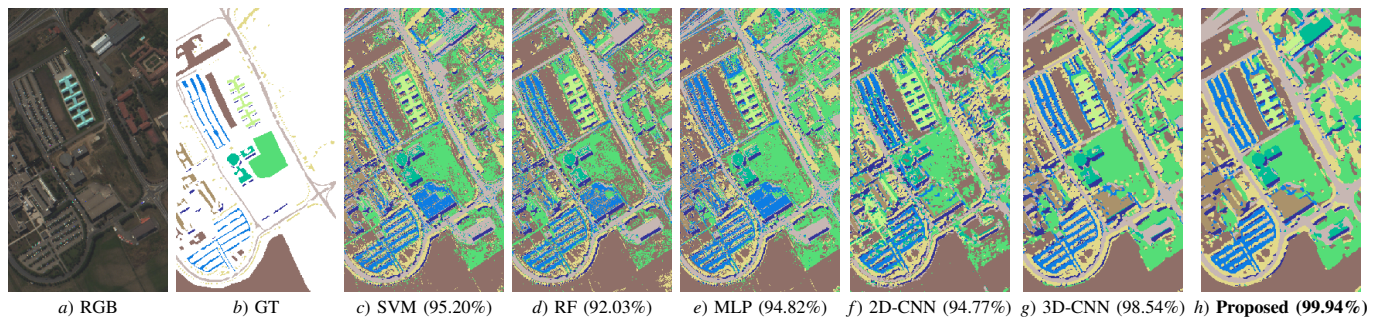 a) RGB
b) GT
c) SVM (95.20%)
d) RF (92.03%)
e) MLP (94.82%)
f) 2D-CNN (94.77%)
g) 3D-CNN (98.54%)
h) Proposed (99.94%)